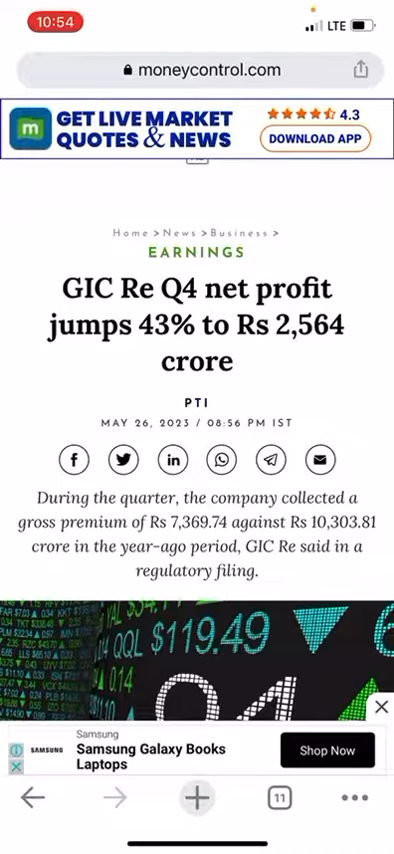 10:54
LTE
moneycontrol.com
m
GET LIVE MARKET
QUOTES & NEWS
4.3
DOWNLOAD APP
Home > News > Business >
EARNINGS
GIC Re Q4 net profit
jumps 43% to Rs 2,564
crore
PTI
MAY 26, 2023 / 08:56 PM IST
During the quarter, the company collected a
gross premium of Rs 7,369.74 against Rs 10,303.81
crore in the year-ago period, GIC Re said in a
regulatory filing.
QQL $119.49
0.14
Q4
Samsung
SAMSUNG
Samsung Galaxy Books
Laptops
Shop Now
11